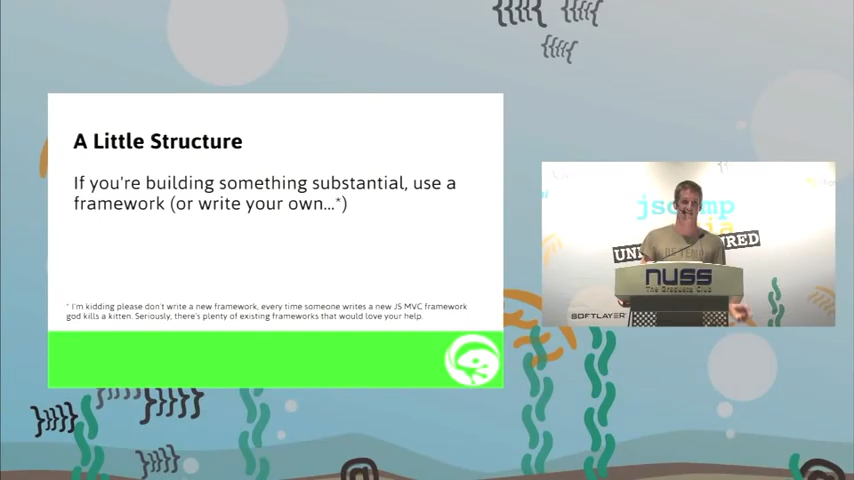 A Little Structure
If you're building something substantial, use a
framework (or write your own...*)
* I'm kidding please don't write a new framework, every time someone writes a new JS MVC framework
god kills a kitten. Seriously, there's plenty of existing frameworks that would love your help.
nuss
The Graduate Club
SOFTLAYER